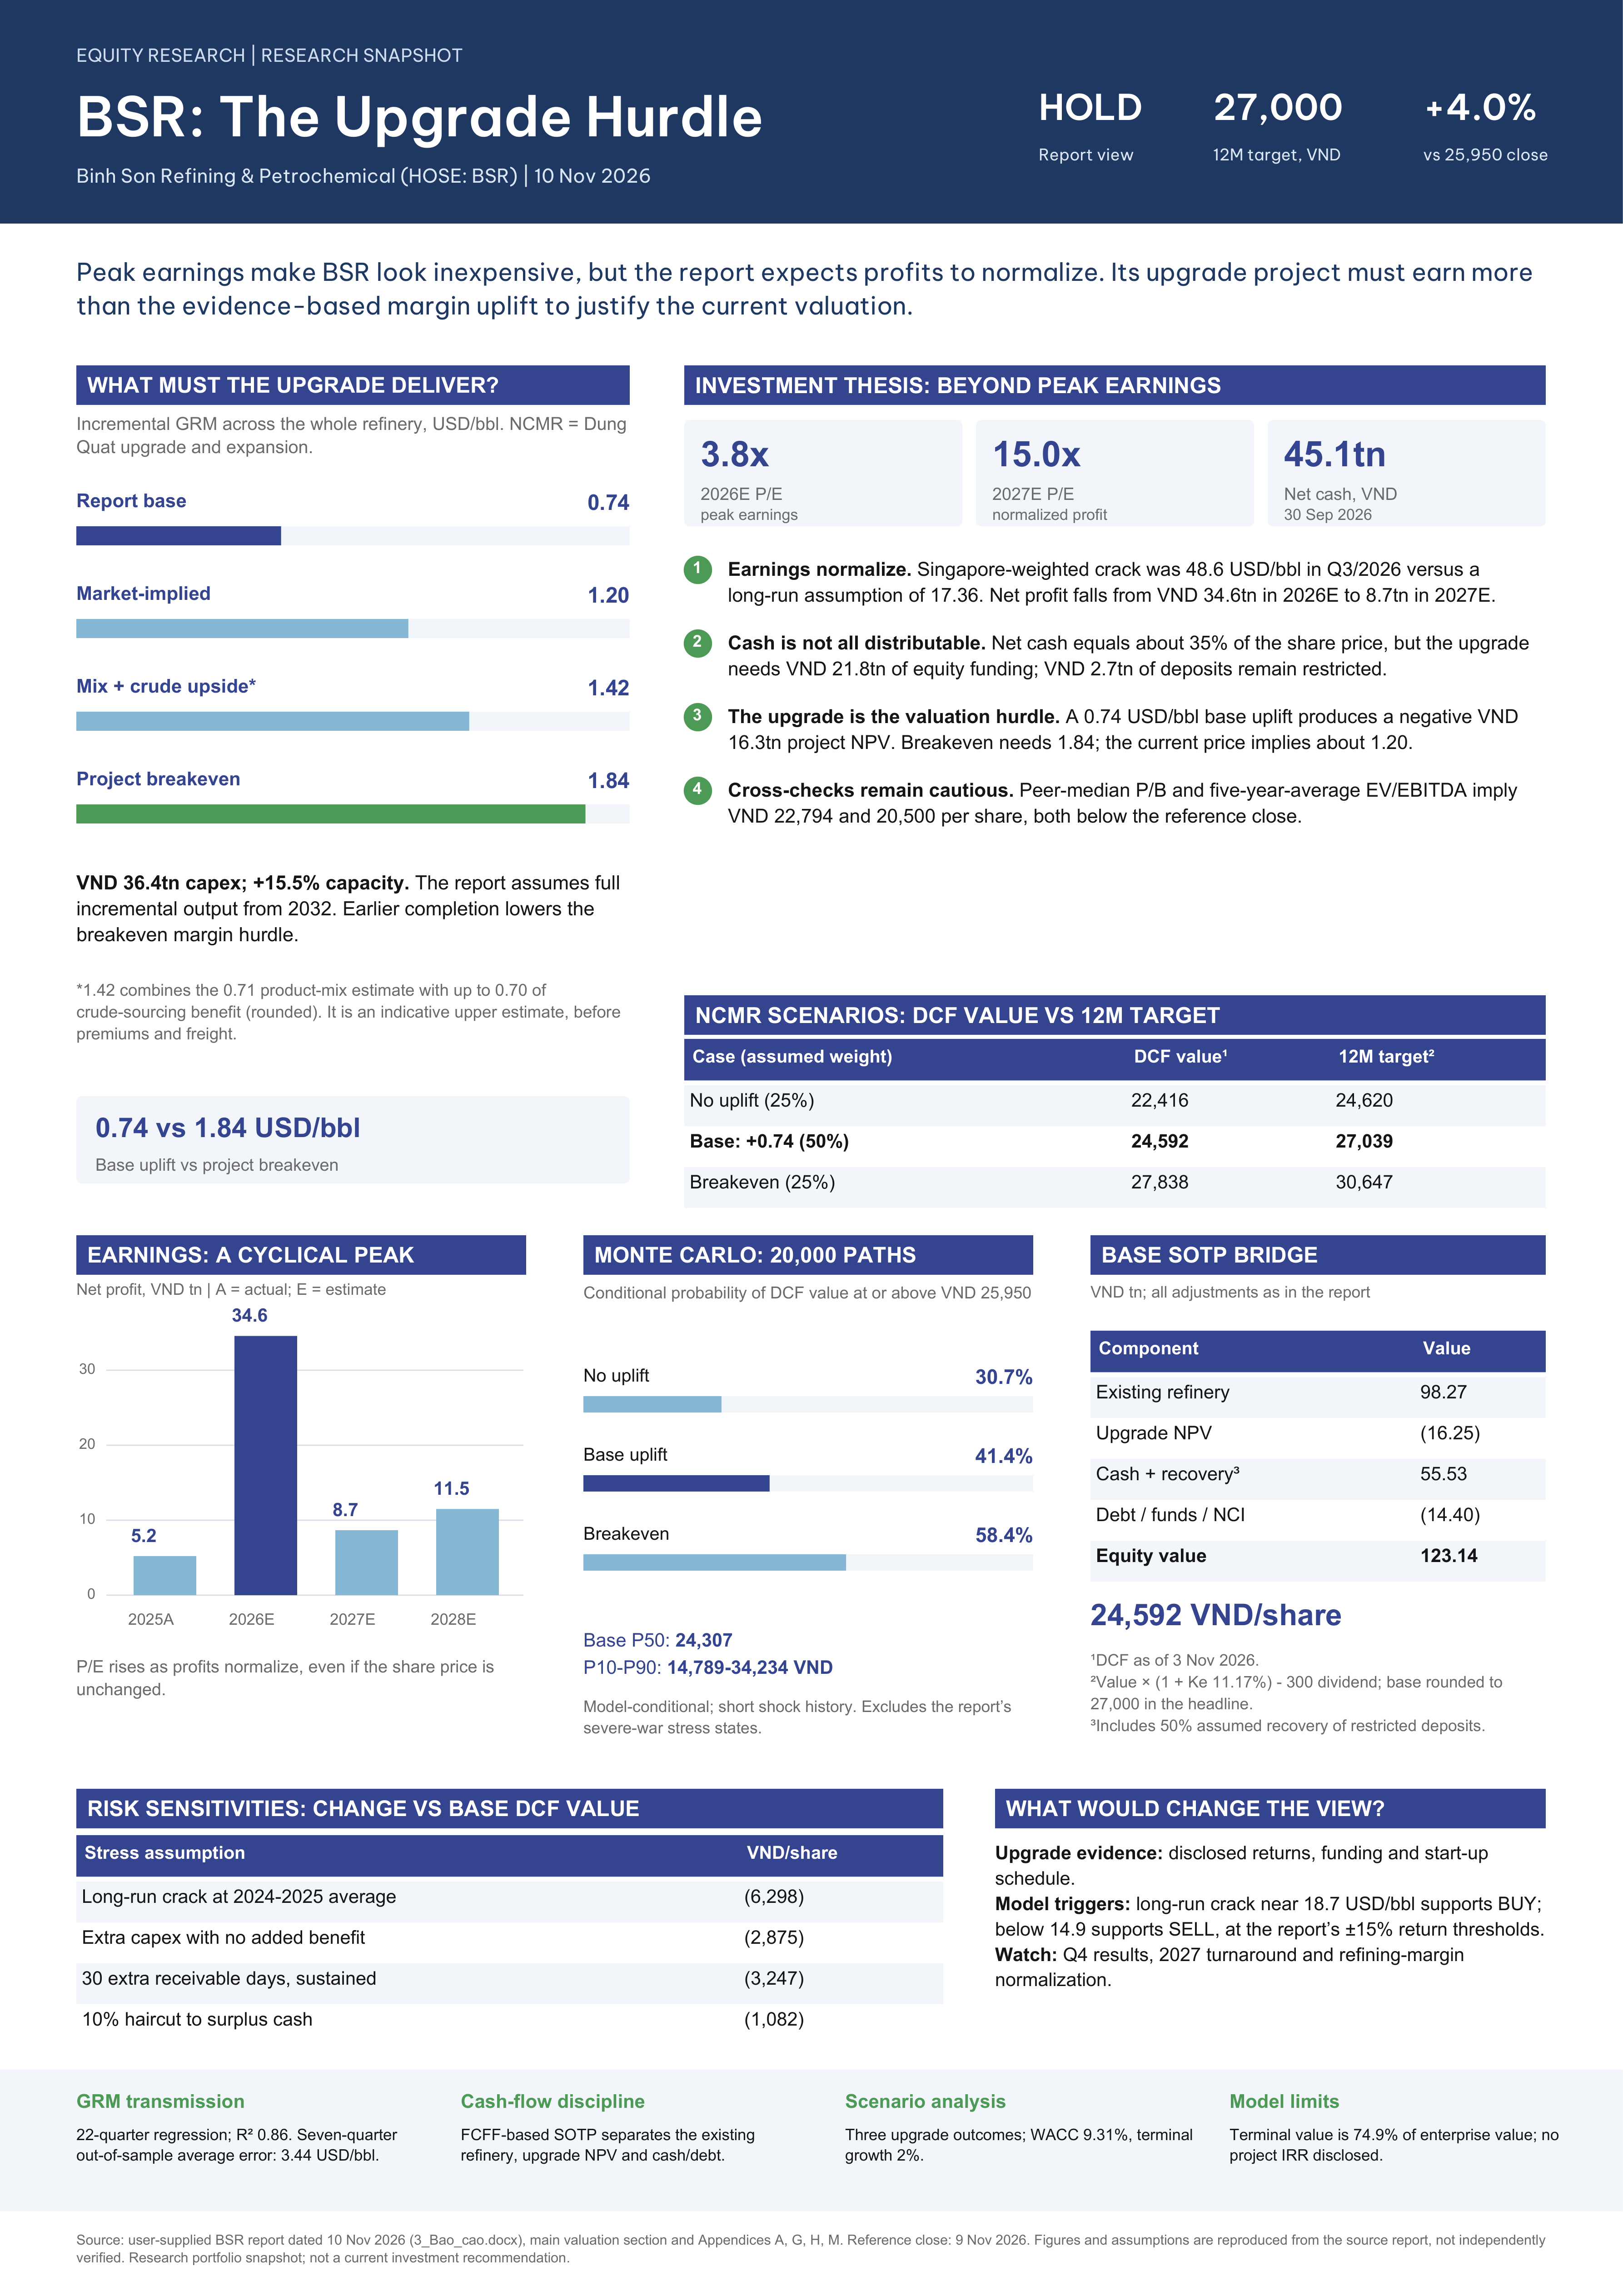 EQUITY RESEARCH | RESEARCH SNAPSHOT
BSR: The Upgrade Hurdle
Binh Son Refining & Petrochemical (HOSE: BSR) | 10 Nov 2026
HOLD
Report view
27,000
12M target, VND
+4.0%
vs 25,950 close
Peak earnings make BSR look inexpensive, but the report expects profits to normalize. Its upgrade project must earn more
than the evidence-based margin uplift to justify the current valuation.
WHAT MUST THE UPGRADE DELIVER?
Incremental GRM across the whole refinery, USD/bbl. NCMR = Dung
Quat upgrade and expansion.
Report base 0.74
Market-implied 1.20
Mix + crude upside* 1.42
Project breakeven 1.84
VND 36.4tn capex; +15.5% capacity. The report assumes full
incremental output from 2032. Earlier completion lowers the
breakeven margin hurdle.
*1.42 combines the 0.71 product-mix estimate with up to 0.70 of
crude-sourcing benefit (rounded). It is an indicative upper estimate, before
premiums and freight.
0.74 vs 1.84 USD/bbl
Base uplift vs project breakeven
INVESTMENT THESIS: BEYOND PEAK EARNINGS
3.8x
2026E P/E
peak earnings
15.0x
2027E P/E
normalized profit
45.1tn
Net cash, VND
30 Sep 2026
1 Earnings normalize. Singapore-weighted crack was 48.6 USD/bbl in Q3/2026 versus a
long-run assumption of 17.36. Net profit falls from VND 34.6tn in 2026E to 8.7tn in 2027E.
2 Cash is not all distributable. Net cash equals about 35% of the share price, but the upgrade
needs VND 21.8tn of equity funding; VND 2.7tn of deposits remain restricted.
3 The upgrade is the valuation hurdle. A 0.74 USD/bbl base uplift produces a negative VND
16.3tn project NPV. Breakeven needs 1.84; the current price implies about 1.20.
4 Cross-checks remain cautious. Peer-median P/B and five-year-average EV/EBITDA imply
VND 22,794 and 20,500 per share, both below the reference close.
NCMR SCENARIOS: DCF VALUE VS 12M TARGET
Case (assumed weight) DCF value¹ 12M target²
No uplift (25%) 22,416 24,620
Base: +0.74 (50%) 24,592 27,039
Breakeven (25%) 27,838 30,647
EARNINGS: A CYCLICAL PEAK
Net profit, VND tn | A = actual; E = estimate
34.6
30
20
11.5
8.7
10
5.2
0
2025A 2026E 2027E 2028E
P/E rises as profits normalize, even if the share price is
unchanged.
MONTE CARLO: 20,000 PATHS
Conditional probability of DCF value at or above VND 25,950
No uplift 30.7%
Base uplift 41.4%
Breakeven 58.4%
Base P50: 24,307
P10-P90: 14,789-34,234 VND
Model-conditional; short shock history. Excludes the report's
severe-war stress states.
BASE SOTP BRIDGE
VND tn; all adjustments as in the report
Component Value
Existing refinery 98.27
Upgrade NPV (16.25)
Cash + recovery³ 55.53
Debt / funds / NCI (14.40)
Equity value 123.14
24,592 VND/share
¹DCF as of 3 Nov 2026.
²Value × (1 + Ke 11.17%) - 300 dividend; base rounded to
27,000 in the headline.
³Includes 50% assumed recovery of restricted deposits.
RISK SENSITIVITIES: CHANGE VS BASE DCF VALUE
Stress assumption VND/share
Long-run crack at 2024-2025 average (6,298)
Extra capex with no added benefit (2,875)
30 extra receivable days, sustained (3,247)
10% haircut to surplus cash (1,082)
WHAT WOULD CHANGE THE VIEW?
Upgrade evidence: disclosed returns, funding and start-up
schedule.
Model triggers: long-run crack near 18.7 USD/bbl supports BUY;
below 14.9 supports SELL, at the report's ±15% return thresholds.
Watch: Q4 results, 2027 turnaround and refining-margin
normalization.
GRM transmission
22-quarter regression; R² 0.86. Seven-quarter
out-of-sample average error: 3.44 USD/bbl.
Cash-flow discipline
FCFF-based SOTP separates the existing
refinery, upgrade NPV and cash/debt.
Scenario analysis
Three upgrade outcomes; WACC 9.31%, terminal
growth 2%.
Model limits
Terminal value is 74.9% of enterprise value; no
project IRR disclosed.
Source: user-supplied BSR report dated 10 Nov 2026 (3_Bao_cao.docx), main valuation section and Appendices A, G, H, M. Reference close: 9 Nov 2026. Figures and assumptions are reproduced from the source report, not independently
verified. Research portfolio snapshot; not a current investment recommendation.